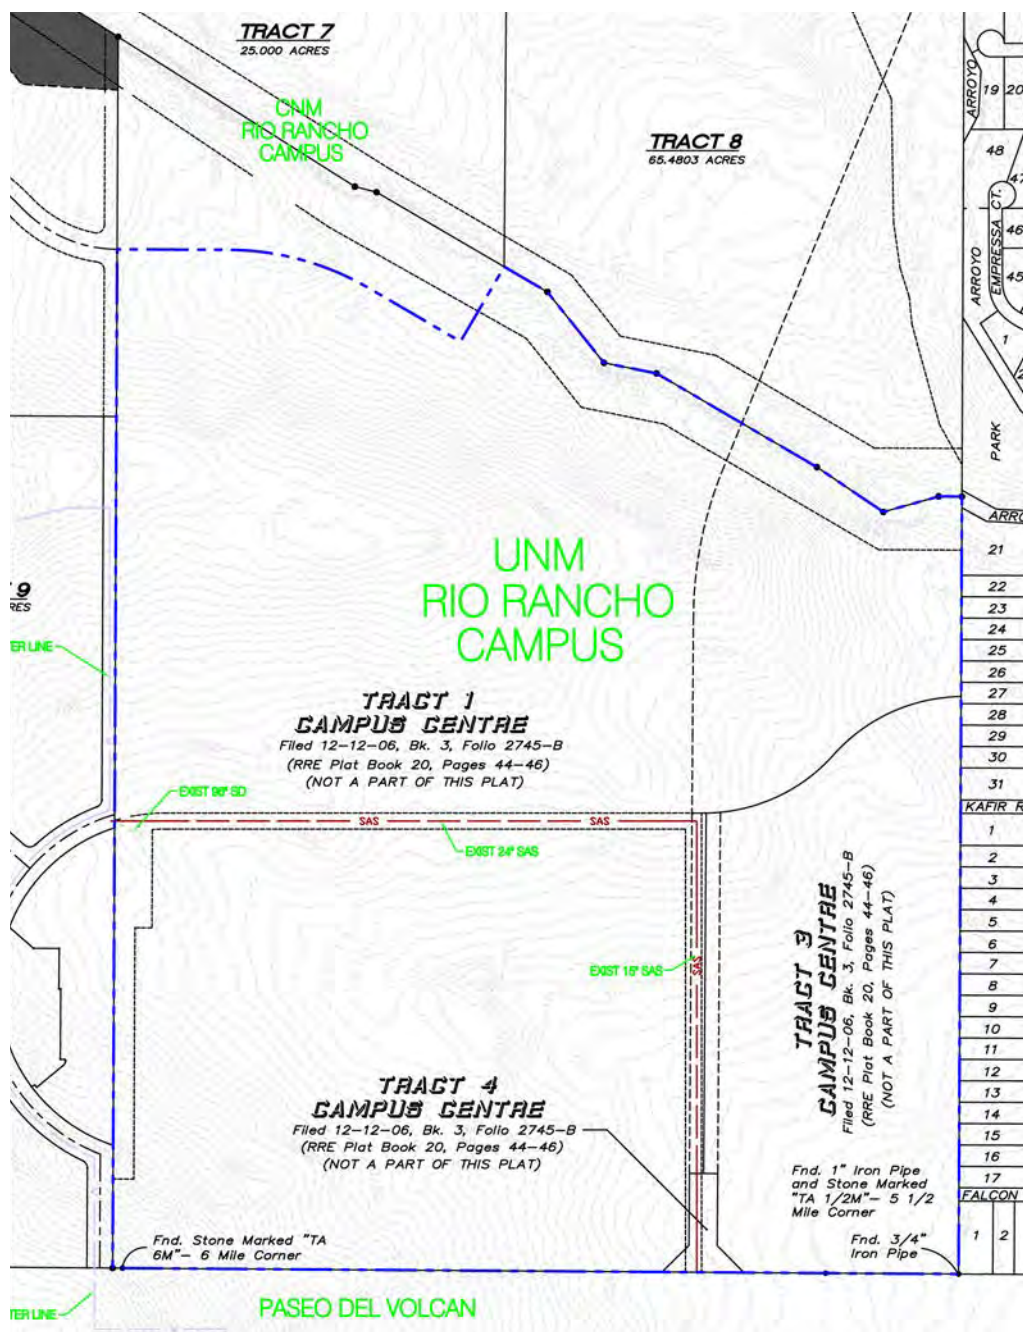 TRACT 7
25.000 ACRES
CNM
RIO RANCHO
CAMPUS
TRACT 8
65.4803 ACRES
ARROYO
19
20
48
47
EMPRESSA CT.
46
45
ARROYO
1
2
PARK
ARRO
21
22
23
24
25
26
27
28
29
30
31
KAFIR R
UNM
RIO RANCHO
CAMPUS
9
RES
TER LINE
TRACT 1
CAMPUS CENTRE
Filed 12-12-06, Bk. 3, Folio 2745-B
(RRE Plat Book 20, Pages 44-46)
(NOT A PART OF THIS PLAT)
EXIST 96" SD
SAS
SAS
EXIST 24" SAS
EXIST 15" SAS
SAS
TRACT 3
CAMPUS CENTRE
Filed 12-12-06, Bk. 3, Folio 2745-B
(RRE Plat Book 20, Pages 44-46)
(NOT A PART OF THIS PLAT)
1
2
3
4
5
6
7
8
9
10
11
12
13
14
15
16
17
FALCON
1
2
TRACT 4
CAMPUS CENTRE
Filed 12-12-06, Bk. 3, Folio 2745-B
(RRE Plat Book 20, Pages 44-46)
(NOT A PART OF THIS PLAT)
Fnd. 1" Iron Pipe
and Stone Marked
"TA 1/2M"- 5 1/2
Mile Corner
Fnd. Stone Marked "TA
6M"- 6 Mile Corner
Fnd. 3/4"
Iron Pipe
TER LINE
PASEO DEL VOLCAN